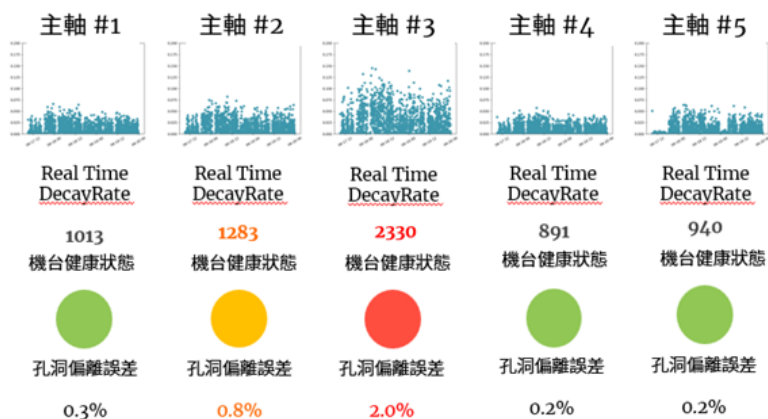 主軸 #1
主軸 #2
主軸 #3
主軸 #4
主軸 #5
Real Time
DecayRate
Real Time
DecayRate
Real Time
DecayRate
Real Time
DecayRate
Real Time
DecayRate
1013
1283
2330
891
940
機台健康狀態
機台健康狀態
機台健康狀態
機台健康狀態
機台健康狀態
孔洞偏離誤差
孔洞偏離誤差
孔洞偏離誤差
孔洞偏離誤差
孔洞偏離誤差
0.3%
0.8%
2.0%
0.2%
0.2%